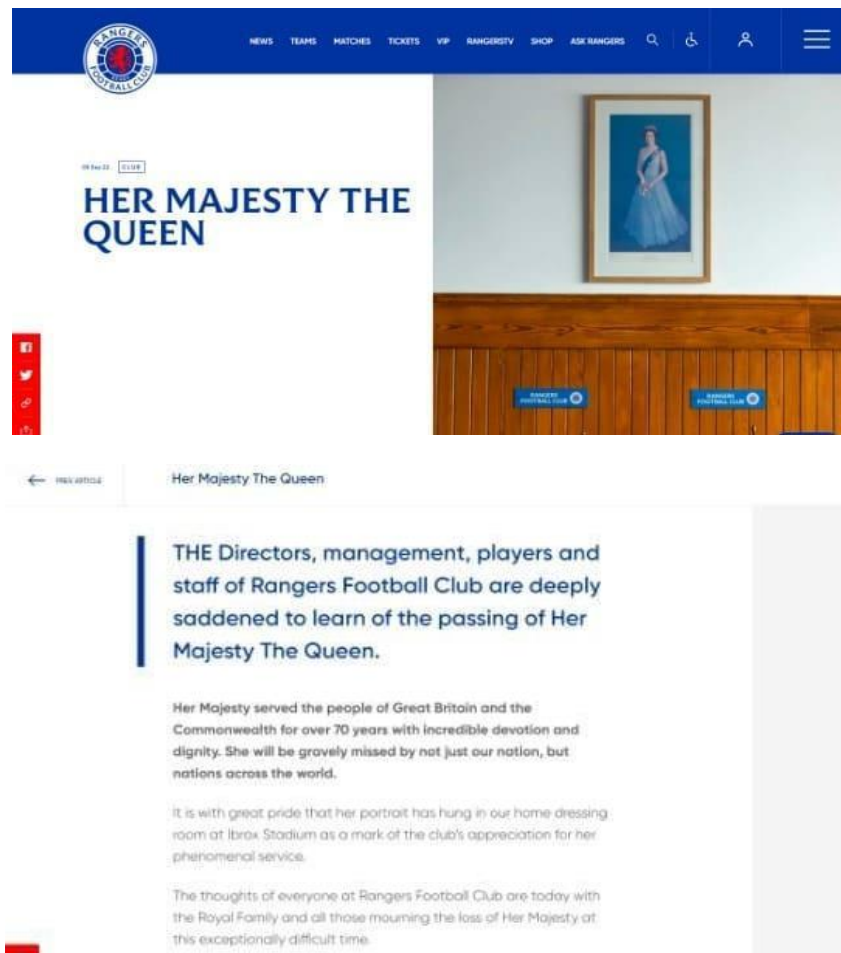 RANGERS
FOOTBALL CLUB
NEWS TEAMS MATCHES TICKETS VIP RANGERSTV SHOP ASK RANGERS
CLUB
HER MAJESTY THE
QUEEN
RANGERS
FOOTBALL CLUB
RANGERS
FOOTBALL CLUB
PREV ARTICLE
Her Majesty The Queen
THE Directors, management, players and
staff of Rangers Football Club are deeply
saddened to learn of the passing of Her
Majesty The Queen.
Her Majesty served the people of Great Britain and the
Commonwealth for over 70 years with incredible devotion and
dignity. She will be gravely missed by not just our nation, but
nations across the world.
It is with great pride that her portrait has hung in our home dressing
room at Ibrox Stadium as a mark of the club's appreciation for her
phenomenal service.
The thoughts of everyone at Rangers Football Club are today with
the Royal Family and all those mourning the loss of Her Majesty at
this exceptionally difficult time.